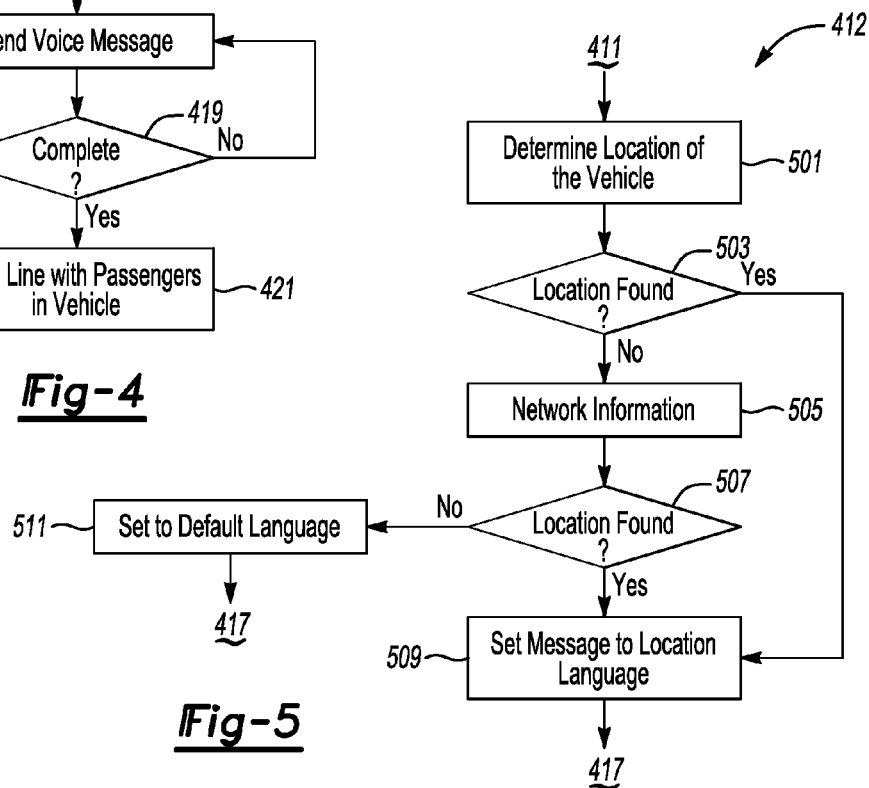 end Voice Message
419
Complete
?
No
Yes
Line with Passengers
in Vehicle
421
Fig-4
412
411
Determine Location of
the Vehicle
501
503
Location Found
?
Yes
No
Network Information
505
507
Location Found
?
No
Yes
511
Set to Default Language
417
509
Set Message to Location
Language
417
Fig-5